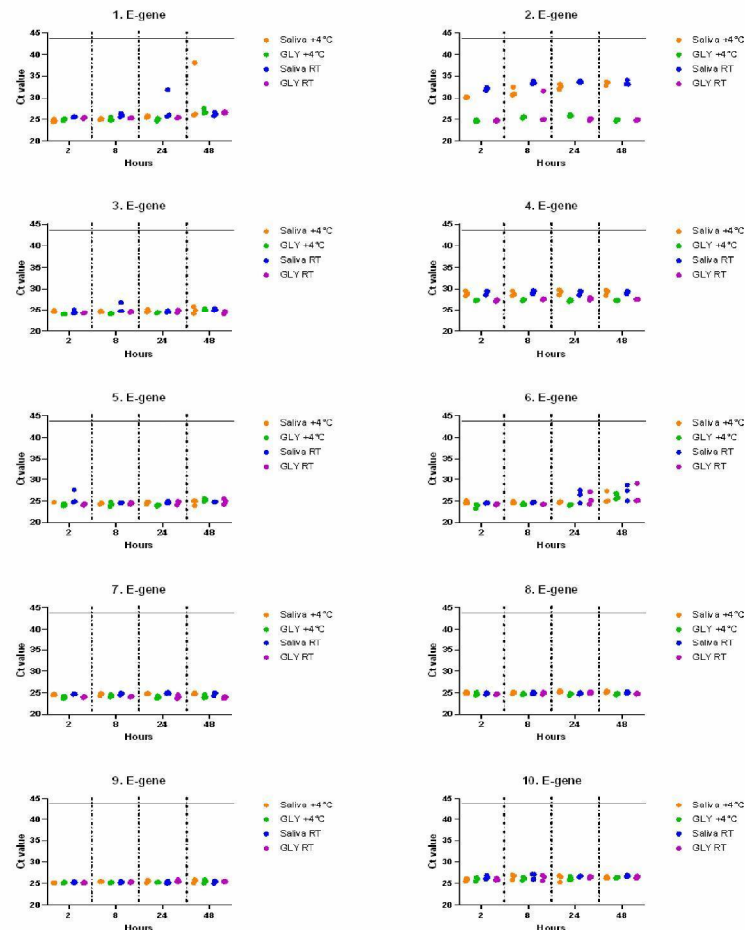 1. E-gene
45
40
35
30
25
20
Ct value
2
8
24
48
Hours
Saliva +4°C
GLY +4°C
Saliva RT
GLY RT
2. E-gene
45
40
35
30
25
20
Ct value
2
8
24
48
Hours
Saliva +4°C
GLY +4°C
Saliva RT
GLY RT
3. E-gene
45
40
35
30
25
20
Ct value
2
8
24
48
Hours
Saliva +4°C
GLY +4°C
Saliva RT
GLY RT
4. E-gene
45
40
35
30
25
20
Ct value
2
8
24
48
Hours
Saliva +4°C
GLY +4°C
Saliva RT
GLY RT
5. E-gene
45
40
35
30
25
20
Ct value
2
8
24
48
Hours
Saliva +4°C
GLY +4°C
Saliva RT
GLY RT
6. E-gene
45
40
35
30
25
20
Ct value
2
8
24
48
Hours
Saliva +4°C
GLY +4°C
Saliva RT
GLY RT
7. E-gene
45
40
35
30
25
20
Ct value
2
8
24
48
Hours
Saliva +4°C
GLY +4°C
Saliva RT
GLY RT
8. E-gene
45
40
35
30
25
20
Ct value
2
8
24
48
Hours
Saliva +4°C
GLY +4°C
Saliva RT
GLY RT
9. E-gene
45
40
35
30
25
20
Ct value
2
8
24
48
Hours
Saliva +4°C
GLY +4°C
Saliva RT
GLY RT
10. E-gene
45
40
35
30
25
20
Ct value
2
8
24
48
Hours
Saliva +4°C
GLY +4°C
Saliva RT
GLY RT